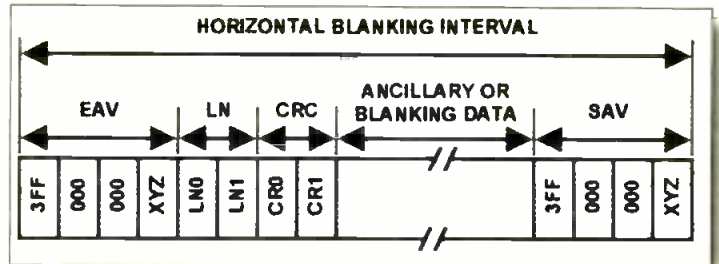 HORIZONTAL BLANKING INTERVAL
ANCILLARY OR
EAV LN CRC BLANKING DATA SAV
3FF 000 000 XYZ LN0 LN1 CR0 CR1 3FF 000 000 XYZ